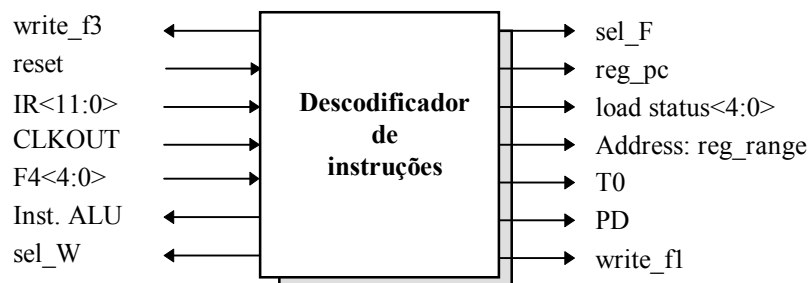 write_f3
reset
IR<11:0>
CLKOUT
F4<4:0>
Inst. ALU
sel_W
Descodificador
de
instruções
sel_F
reg_pc
load status<4:0>
Address: reg_range
T0
PD
write_f1